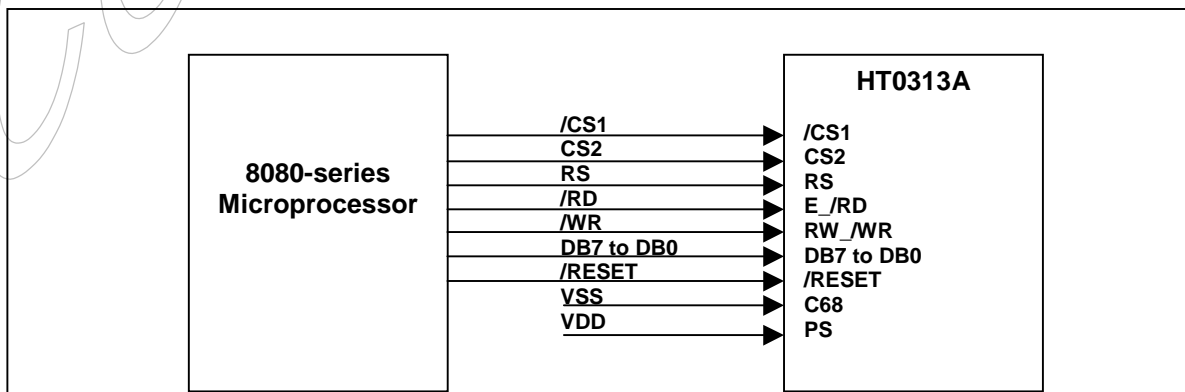 HT0313A
8080-series
Microprocessor
/CS1
CS2
RS
/RD
/WR
DB7 to DB0
/RESET
VSS
VDD
/CS1
CS2
RS
E_/RD
RW_/WR
DB7 to DB0
/RESET
C68
PS